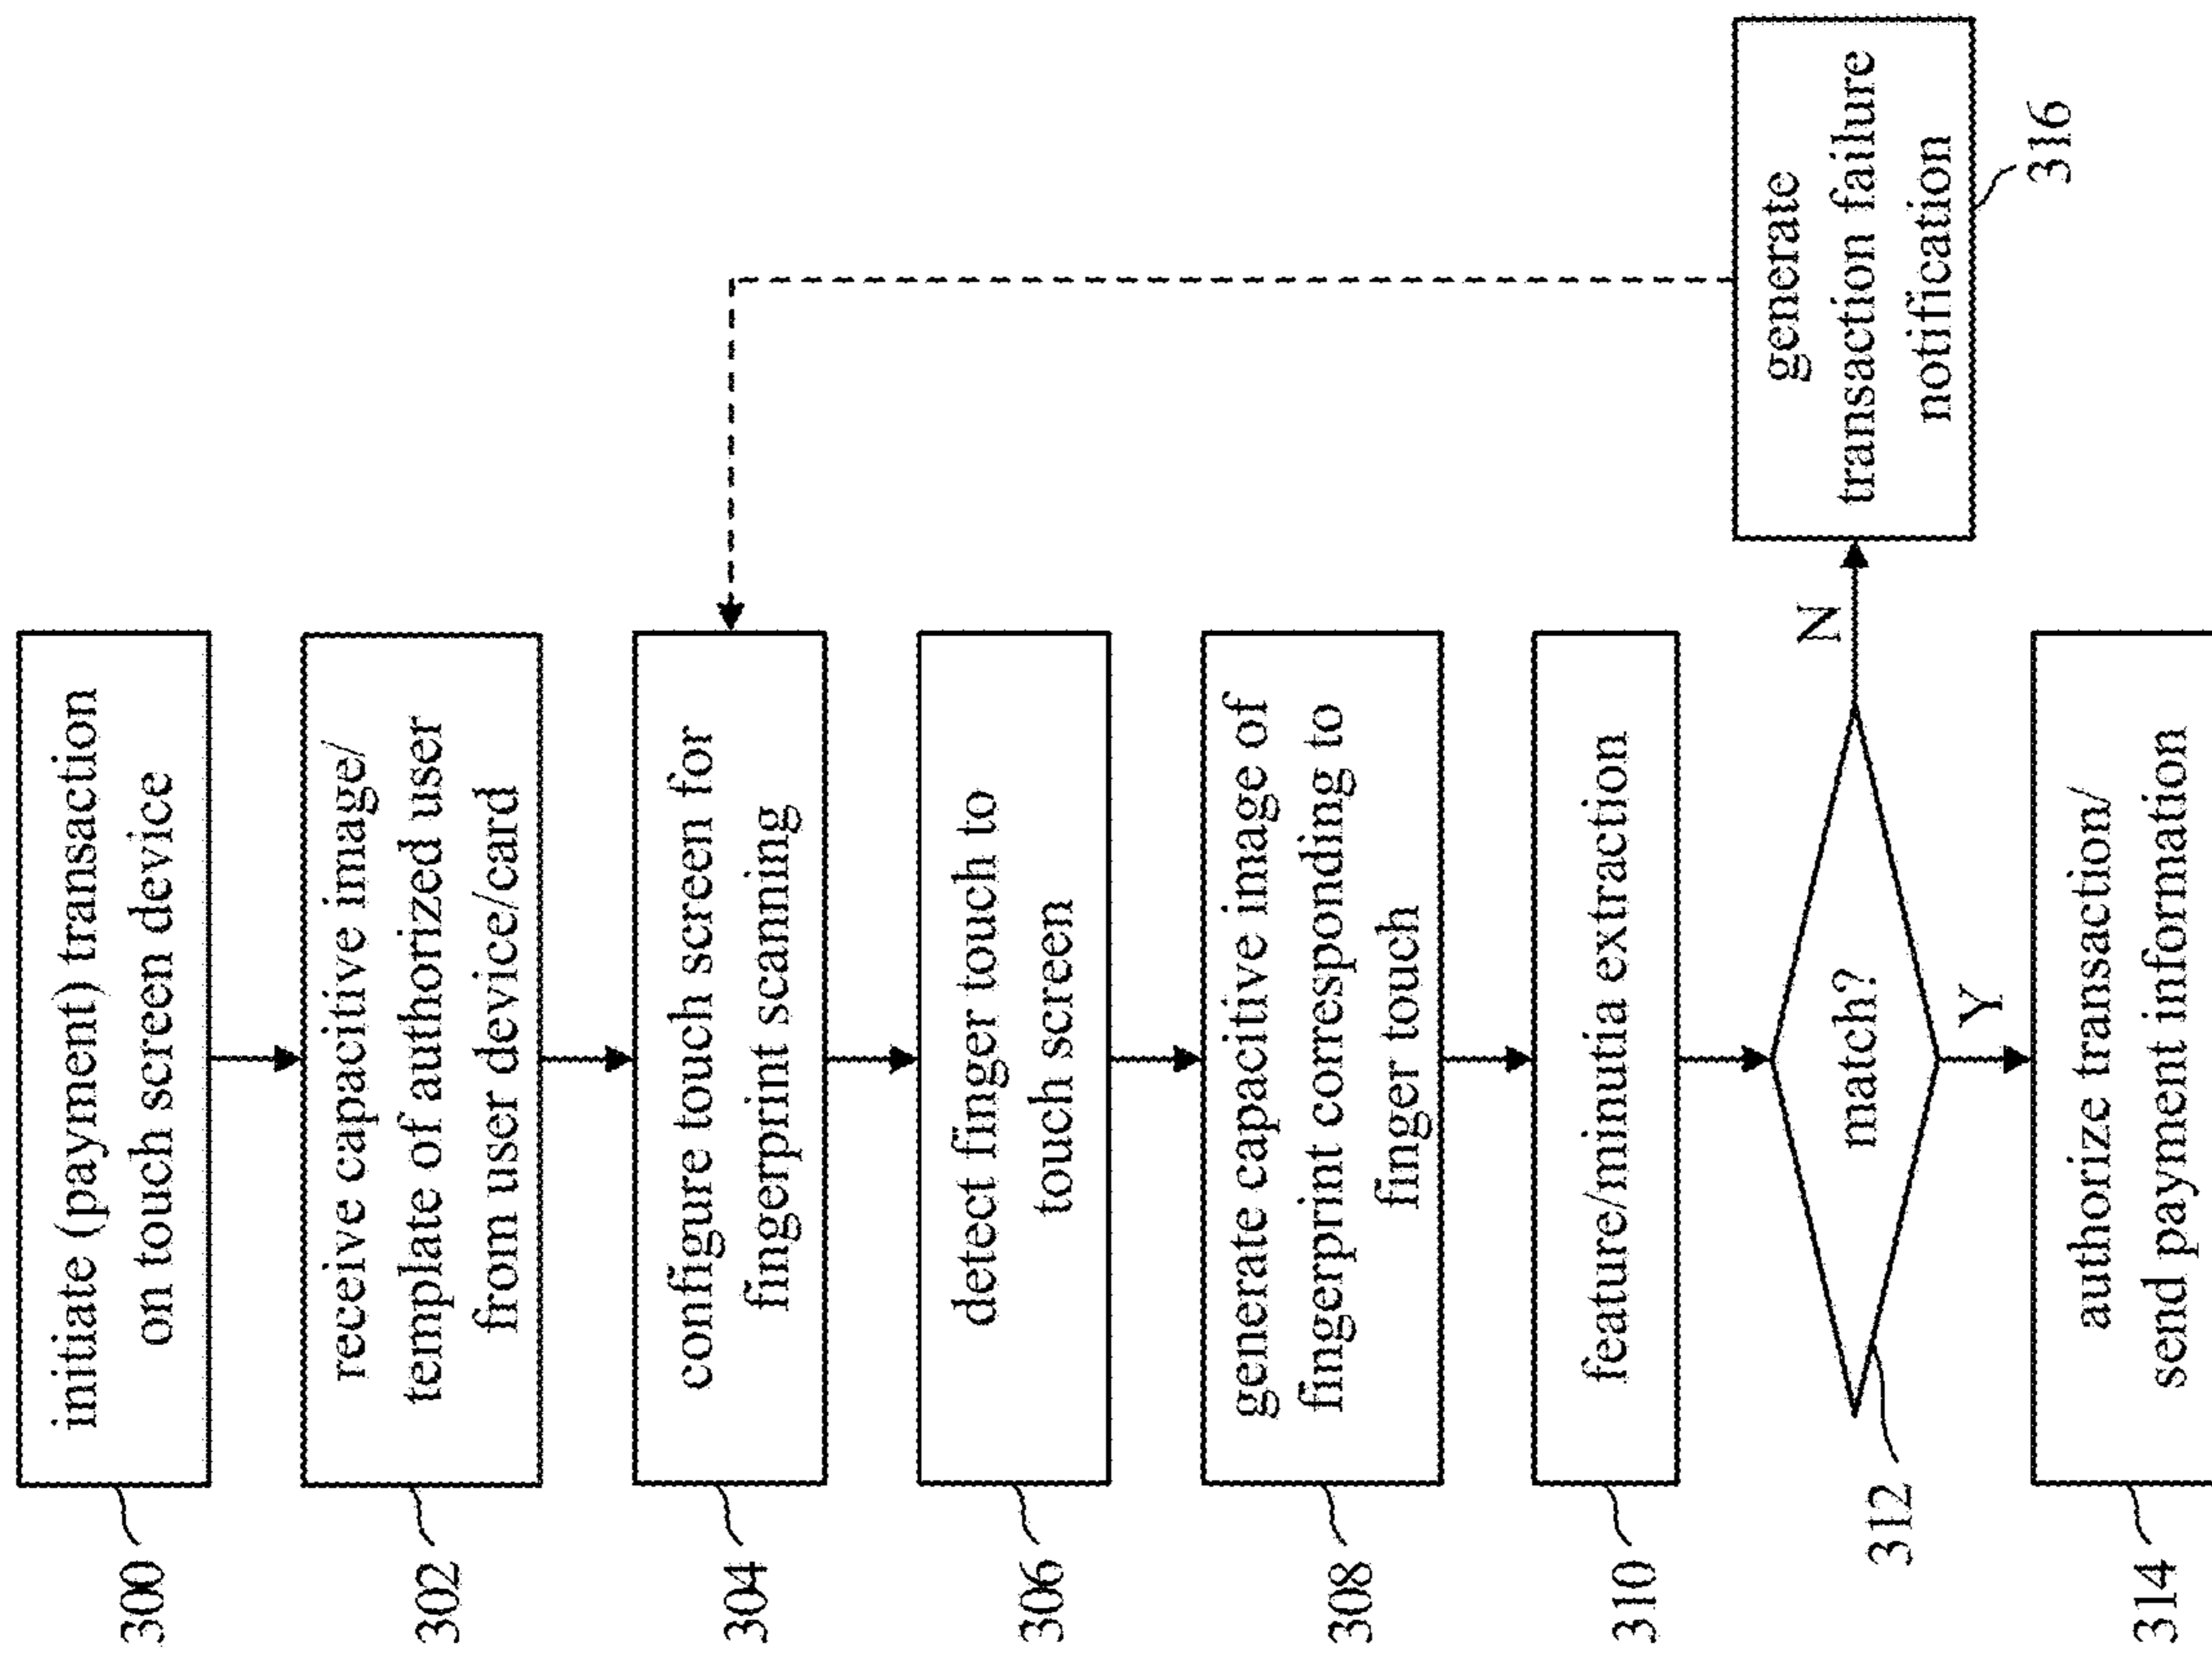 300
initiate (payment) transaction
on touch screen device
302
receive capacitive image/
template of authorized user
from user device/card
304
configure touch screen for
fingerprint scanning
306
detect finger touch to
touch screen
308
generate capacitive image of
fingerprint corresponding to
finger touch
310
feature/minutia extraction
312
match?
N
Y
316
generate
transaction failure
notification
314
authorize transaction/
send payment information